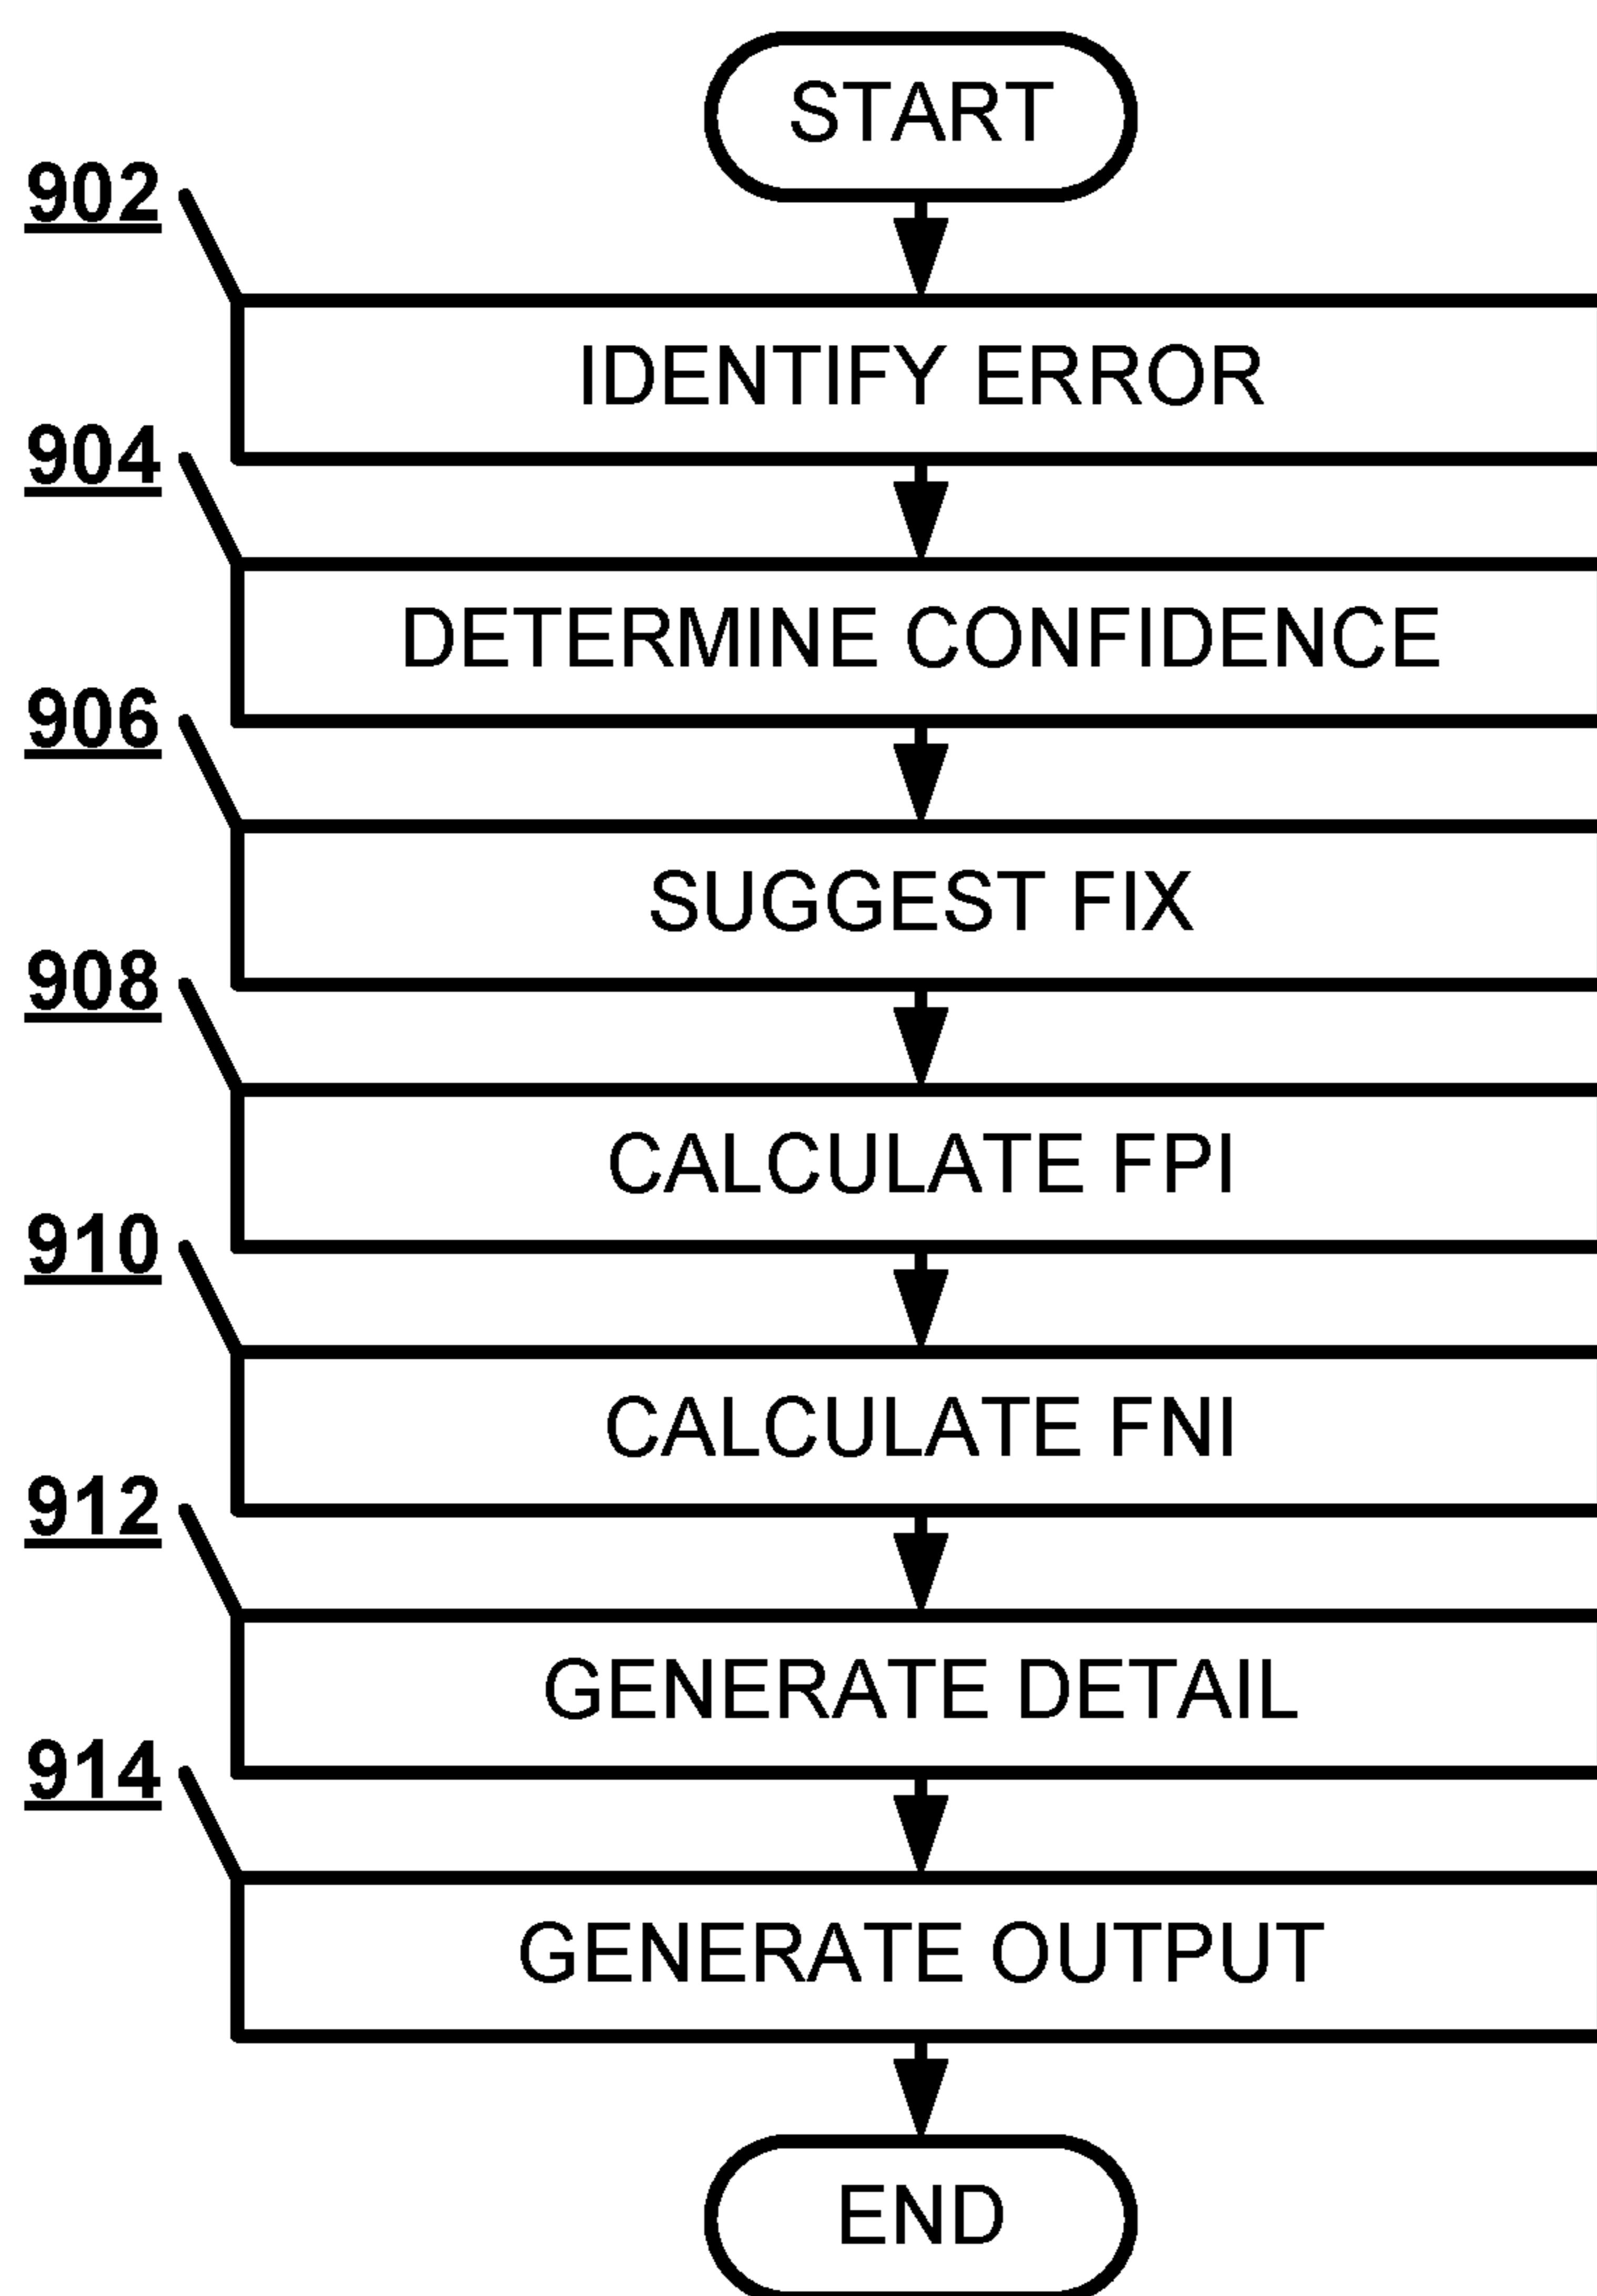 START
902
IDENTIFY ERROR
904
DETERMINE CONFIDENCE
906
SUGGEST FIX
908
CALCULATE FPI
910
CALCULATE FNI
912
GENERATE DETAIL
914
GENERATE OUTPUT
END